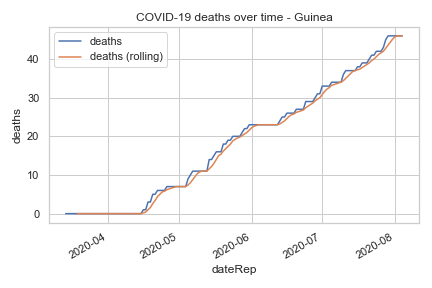 COVID-19 deaths over time - Guinea
deaths
deaths (rolling)
deaths
40
30
20
10
0
2020-04
2020-05
2020-06
2020-07
2020-08
dateRep